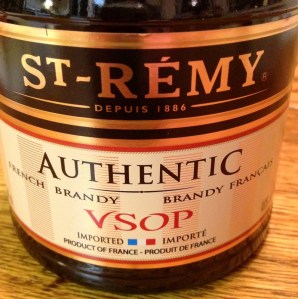 ST-RÉMY
DEPUIS 1886
AUTHENTIC
FRENCH BRANDY BRANDY FRANÇAIS
VSOP
IMPORTED IMPORTÉ
PRODUCT OF FRANCE - PRODUIT DE FRANCE